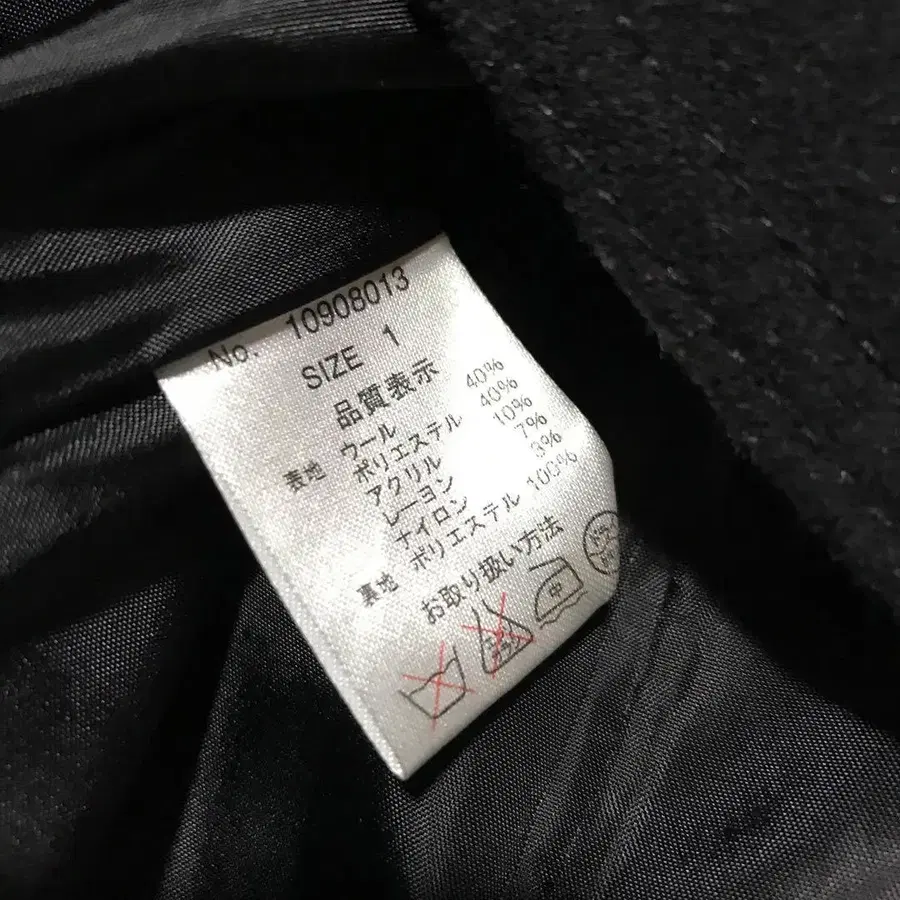 No. 10908013
SIZE 1
品質表示
表地 ウール 40%
ポリエステル 40%
アクリル 10%
レーヨン 7%
ナイロン 3%
裏地 ポリエステル 100%
お取り扱い方法
中